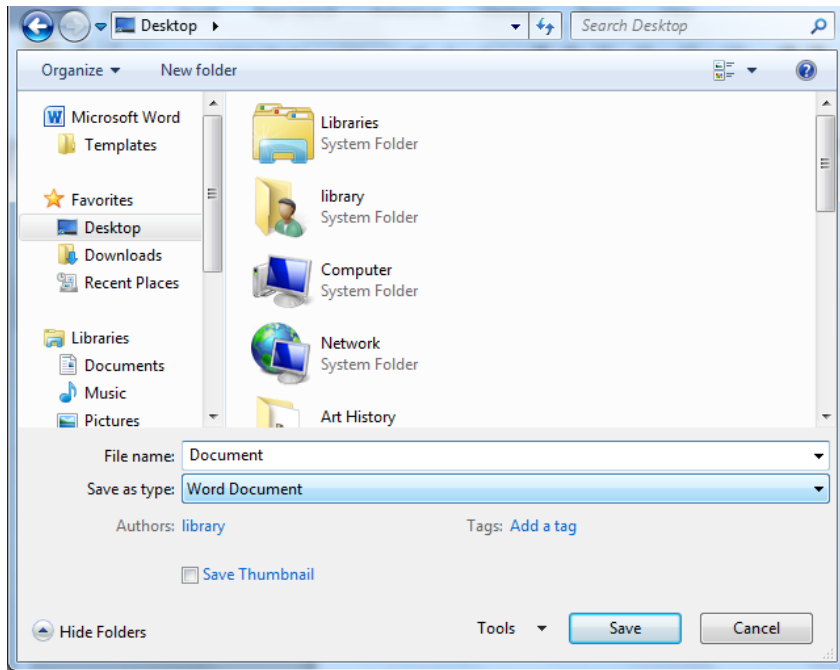 Desktop
Search Desktop
Organize
New folder
Microsoft Word
Templates
Favorites
Desktop
Downloads
Recent Places
Libraries
Documents
Music
Pictures
Libraries
System Folder
library
System Folder
Computer
System Folder
Network
System Folder
Art History
File name: Document
Save as type: Word Document
Authors: library
Tags: Add a tag
Save Thumbnail
Hide Folders
Tools
Save
Cancel